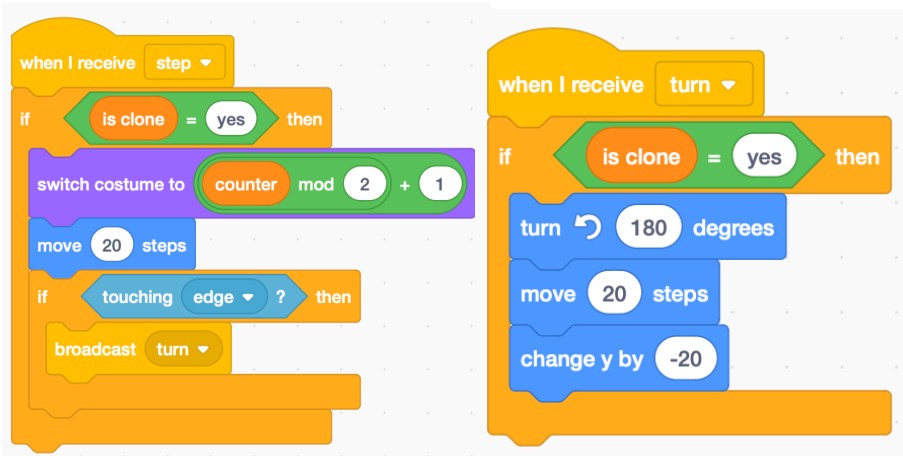 when I receive step
if is clone = yes then
switch costume to counter mod 2 + 1
move 20 steps
if touching edge ? then
broadcast turn
when I receive turn
if is clone = yes then
turn 180 degrees
move 20 steps
change y by -20